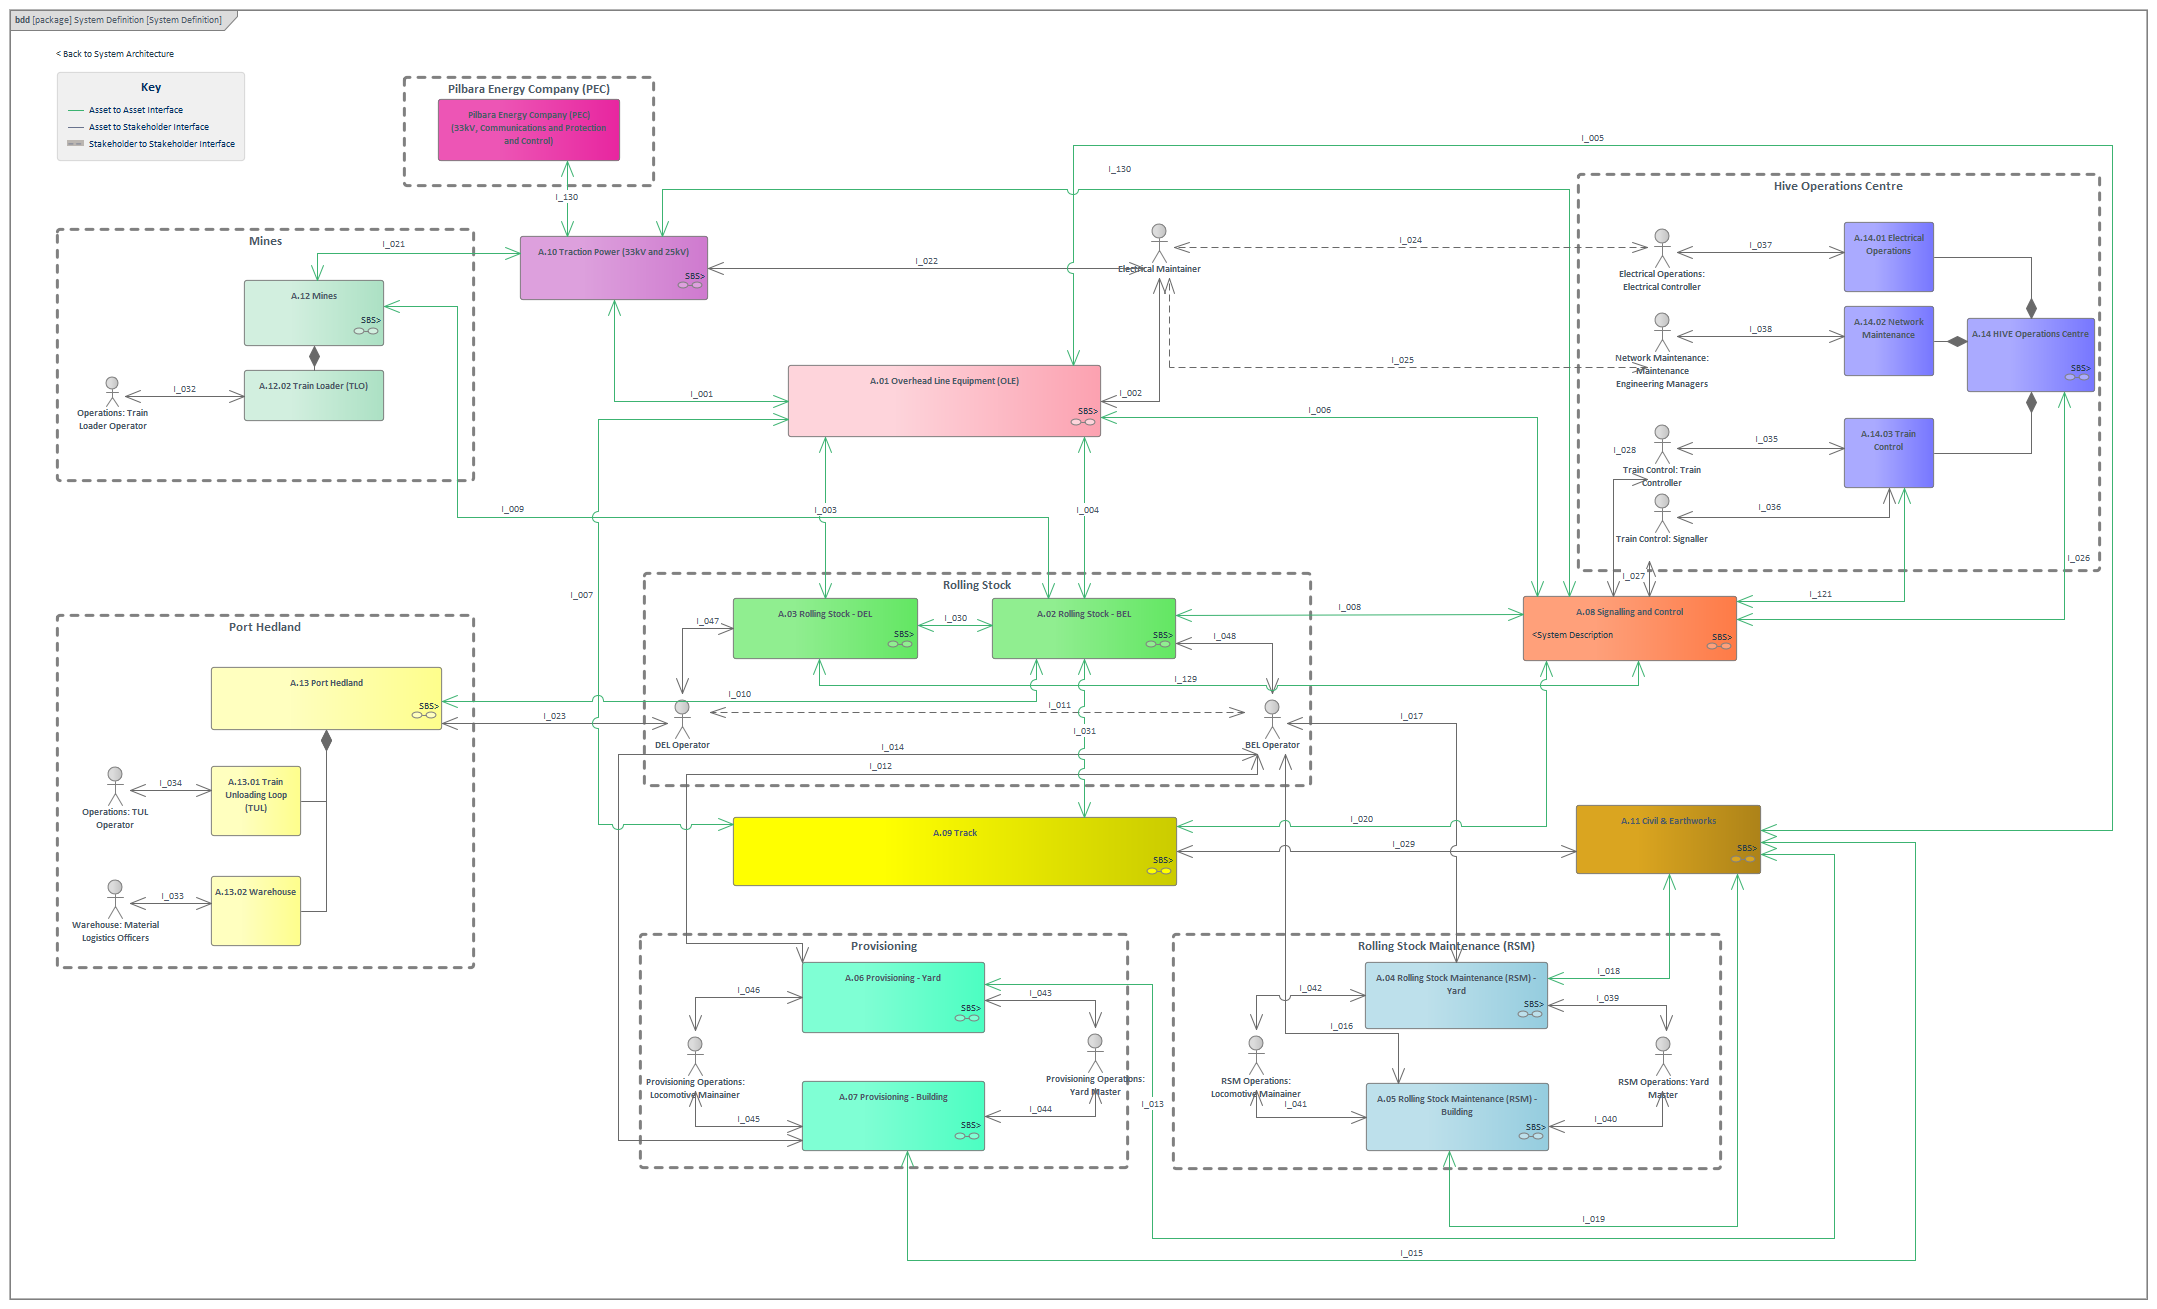 bdd [package] System Definition [System Definition]
< Back to System Architecture
Key
Asset to Asset Interface
Asset to Stakeholder Interface
Stakeholder to Stakeholder Interface
Pilbara Energy Company (PEC)
Pilbara Energy Company (PEC)
(33kV, Communications and Protection
and Control)
I_130
I_005
I_130
Mines
I_021
A.12 Mines
SBS>
A.12.02 Train Loader (TLO)
I_032
Operations: Train
Loader Operator
A.10 Traction Power (33kV and 25kV)
SBS>
I_022
Electrical Maintainer
I_024
I_025
Hive Operations Centre
Electrical Operations:
Electrical Controller
I_037
A.14.01 Electrical
Operations
Network Maintenance:
Maintenance
Engineering Managers
I_038
A.14.02 Network
Maintenance
A.14 HIVE Operations Centre
SBS>
Train Control: Train
Controller
I_035
A.14.03 Train
Control
I_028
I_036
Train Control: Signaller
I_026
I_027
I_121
A.01 Overhead Line Equipment (OLE)
SBS>
I_001
I_002
I_006
I_009
I_003
I_004
I_007
Rolling Stock
A.03 Rolling Stock - DEL
SBS>
I_030
A.02 Rolling Stock - BEL
SBS>
I_047
I_048
I_008
A.08 Signalling and Control
<System Description
SBS>
I_129
I_010
I_011
DEL Operator
BEL Operator
I_031
I_014
I_012
I_017
Port Hedland
A.13 Port Hedland
SBS>
I_023
I_034
Operations: TUL
Operator
A.13.01 Train
Unloading Loop
(TUL)
I_033
Warehouse: Material
Logistics Officers
A.13.02 Warehouse
A.09 Track
SBS>
I_020
I_029
A.11 Civil & Earthworks
SBS>
Provisioning
A.06 Provisioning - Yard
SBS>
I_046
I_043
Provisioning Operations:
Locomotive Mainainer
Provisioning Operations:
Yard Master
A.07 Provisioning - Building
SBS>
I_045
I_044
I_013
Rolling Stock Maintenance (RSM)
A.04 Rolling Stock Maintenance (RSM) -
Yard
SBS>
I_018
I_042
I_039
I_016
RSM Operations:
Locomotive Mainainer
RSM Operations: Yard
Master
A.05 Rolling Stock Maintenance (RSM) -
Building
SBS>
I_041
I_040
I_019
I_015